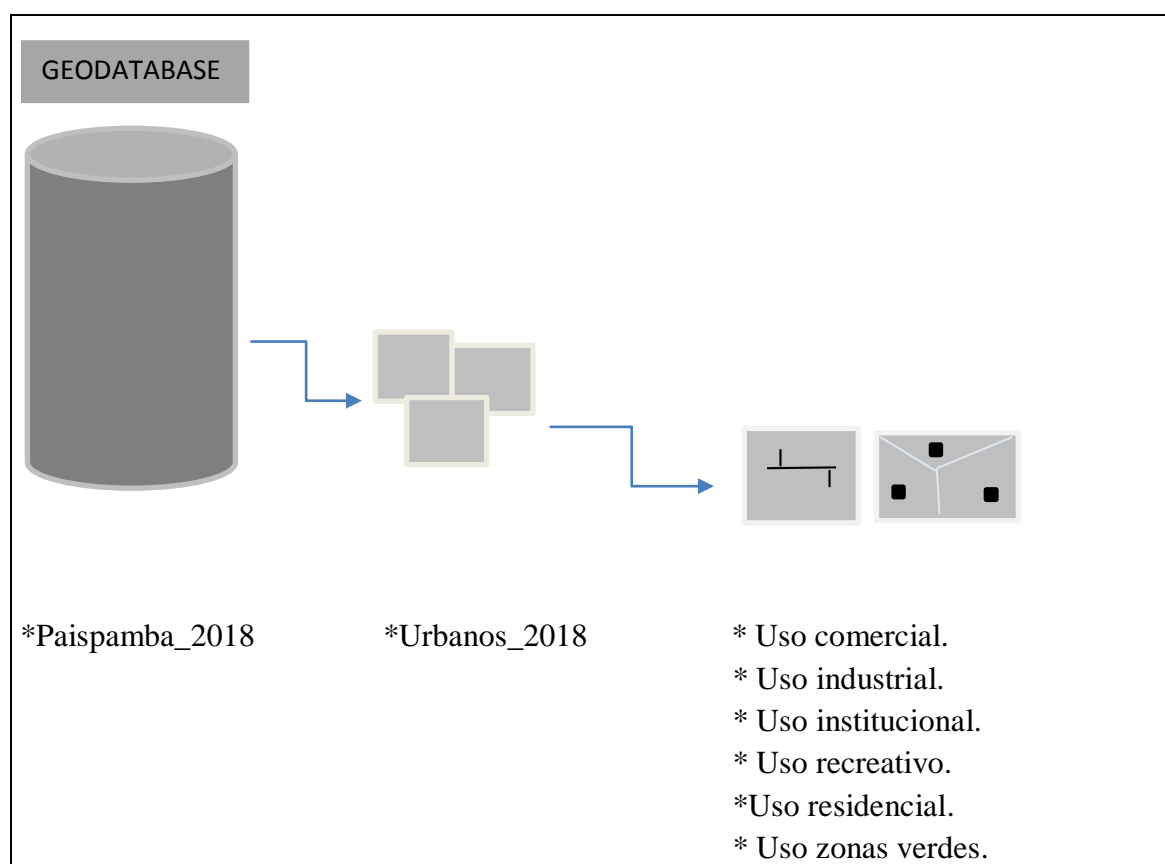 GEODATABASE
*Paispamba_2018
*Urbanos_2018
* Uso comercial.
* Uso industrial.
* Uso institucional.
* Uso recreativo.
*Uso residencial.
* Uso zonas verdes.